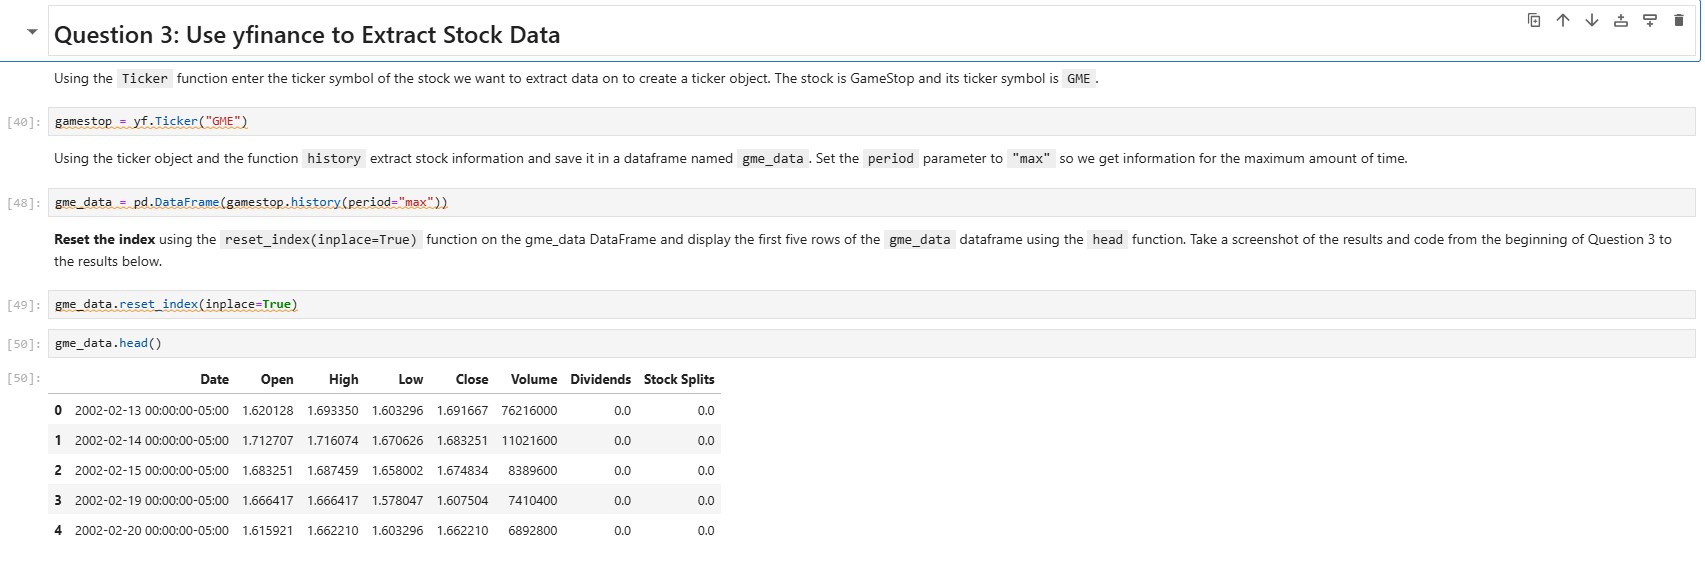 Question 3: Use yfinance to Extract Stock Data
Using the Ticker function enter the ticker symbol of the stock we want to extract data on to create a ticker object. The stock is GameStop and its ticker symbol is GME .
[40]: gamestop = yf.Ticker("GME")
Using the ticker object and the function history extract stock information and save it in a dataframe named gme_data . Set the period parameter to "max" so we get information for the maximum amount of time.
[48]: gme_data = pd.DataFrame(gamestop.history(period="max"))
Reset the index using the reset_index(inplace=True) function on the gme_data DataFrame and display the first five rows of the gme_data dataframe using the head function. Take a screenshot of the results and code from the beginning of Question 3 to
the results below.
[49]: gme_data.reset_index(inplace=True)
[50]: gme_data.head()
[50]: Date Open High Low Close Volume Dividends Stock Splits
0 2002-02-13 00:00:00-05:00 1.620128 1.693350 1.603296 1.691667 76216000 0.0 0.0
1 2002-02-14 00:00:00-05:00 1.712707 1.716074 1.670626 1.683251 11021600 0.0 0.0
2 2002-02-15 00:00:00-05:00 1.683251 1.687459 1.658002 1.674834 8389600 0.0 0.0
3 2002-02-19 00:00:00-05:00 1.666417 1.666417 1.578047 1.607504 7410400 0.0 0.0
4 2002-02-20 00:00:00-05:00 1.615921 1.662210 1.603296 1.662210 6892800 0.0 0.0